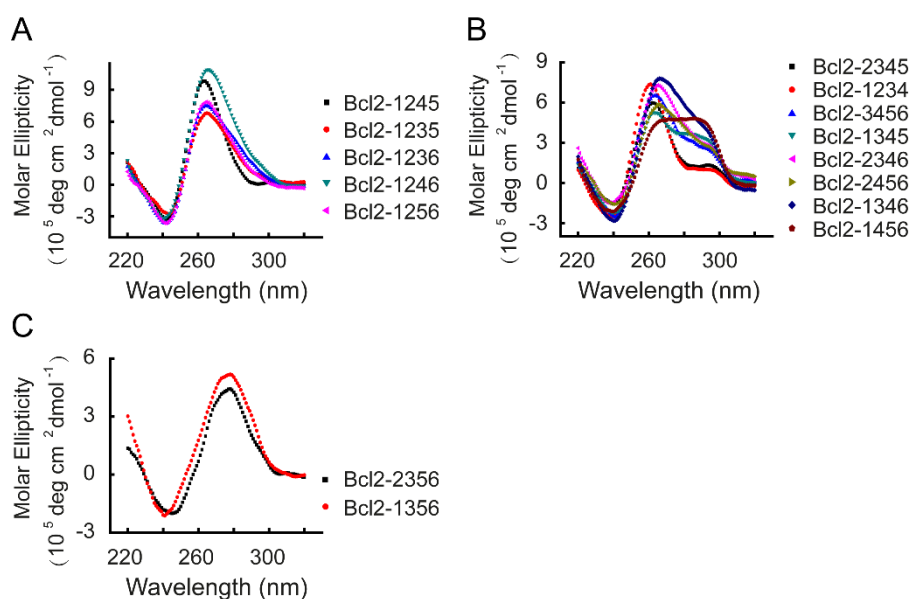 A
Molar Ellipticity
(10 5 deg cm 2 dmol -1)
9
6
3
0
-3
220 260 300
Wavelength (nm)
Bcl2-1245
Bcl2-1235
Bcl2-1236
Bcl2-1246
Bcl2-1256
B
Molar Ellipticity
(10 5 deg cm 2 dmol -1)
9
6
3
0
-3
220 260 300
Wavelength (nm)
Bcl2-2345
Bcl2-1234
Bcl2-3456
Bcl2-1345
Bcl2-2346
Bcl2-2456
Bcl2-1346
Bcl2-1456
C
Molar Ellipticity
(10 5 deg cm 2 dmol -1)
6
3
0
-3
220 260 300
Wavelength (nm)
Bcl2-2356
Bcl2-1356